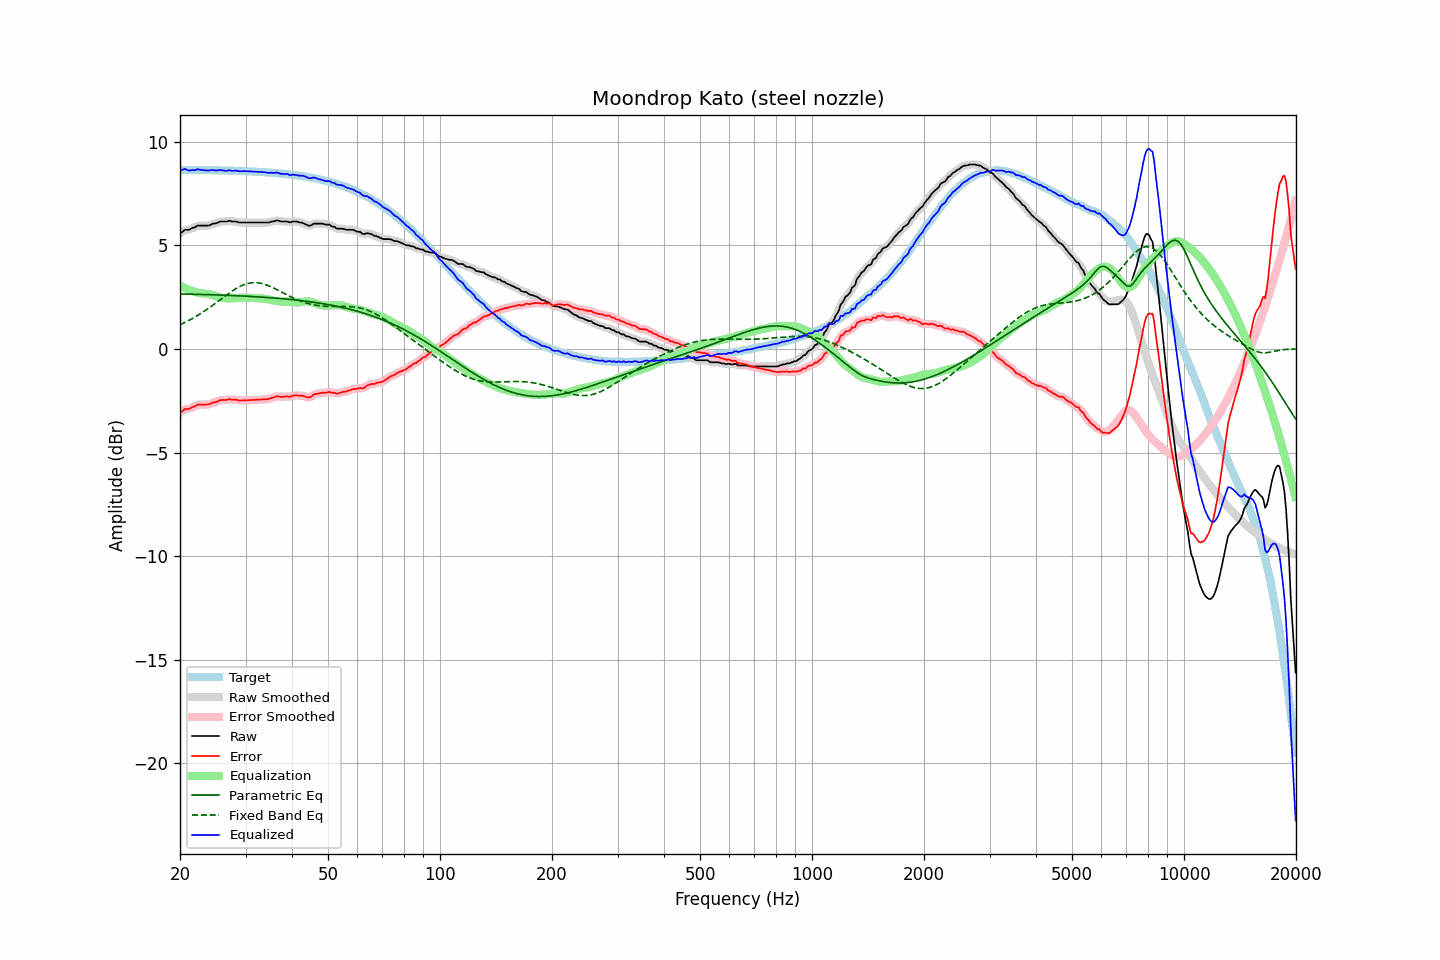 Moondrop Kato (steel nozzle)
Amplitude (dBr)
10
5
0
−5
−10
−15
−20
Target
Raw Smoothed
Error Smoothed
Raw
Error
Equalization
Parametric Eq
Fixed Band Eq
Equalized
20 50 100 200 500 1000 2000 5000 10000 20000
Frequency (Hz)